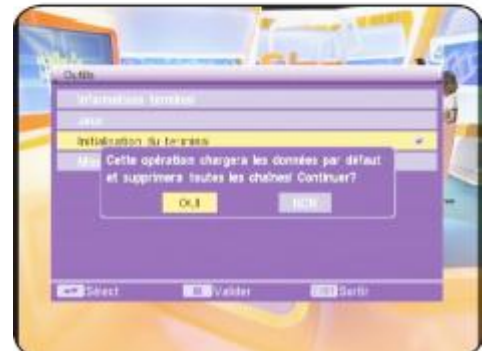 Outils
Informations terminal
Jeux
Initialisation du terminal
Cette opération chargera les données par défaut
et supprimera toutes les chaînes! Continuer?
OUI
NON
Sélect
Valider
Sortir